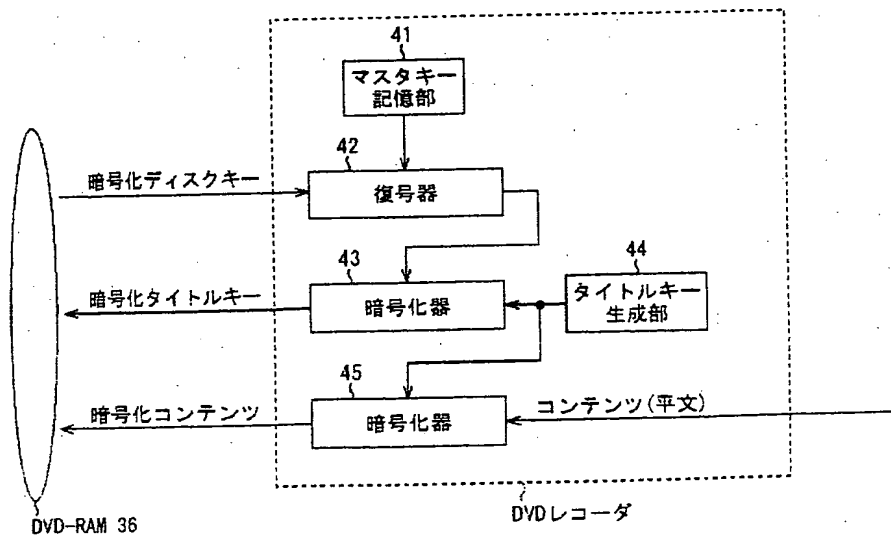 41
マスタキー
記憶部
42
暗号化ディスクキー
復号器
43
44
暗号化タイトルキー
暗号化器
タイトルキー
生成部
45
暗号化コンテンツ
暗号化器
コンテンツ(平文)
DVD-RAM 36
DVDレコーダ